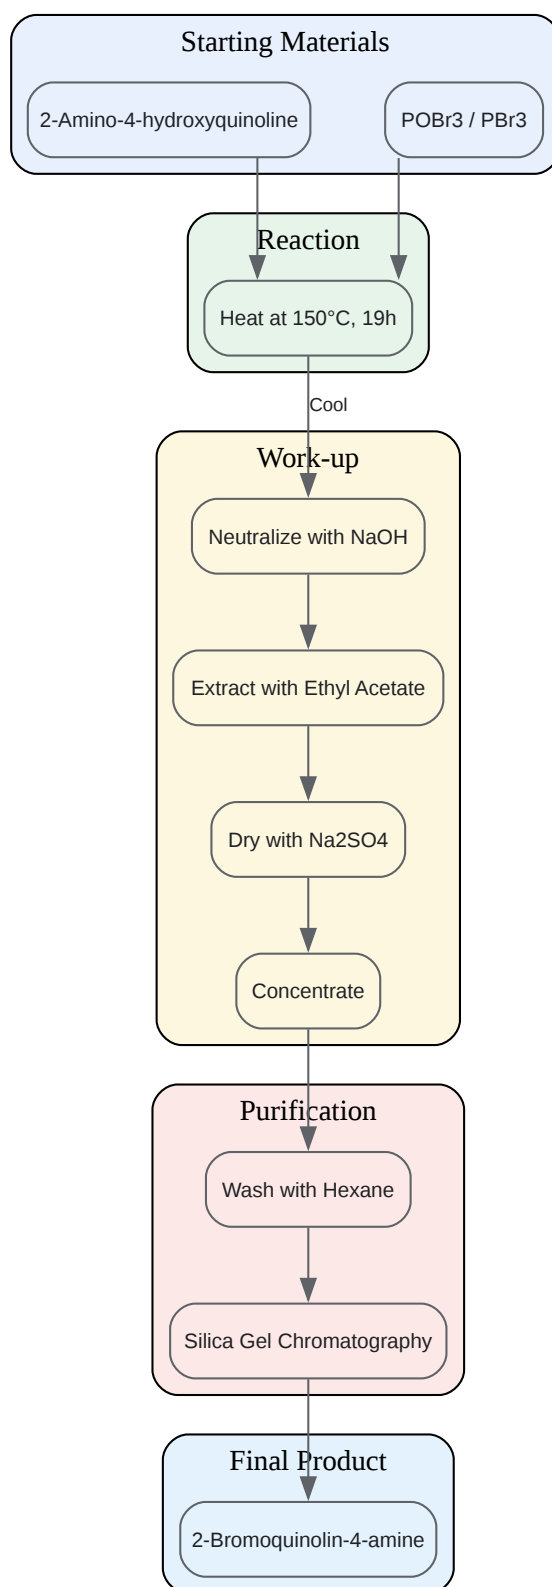 Starting Materials
2-Amino-4-hydroxyquinoline
POBr3 / PBr3
Reaction
Heat at 150°C, 19h
Cool
Work-up
Neutralize with NaOH
Extract with Ethyl Acetate
Dry with Na2SO4
Concentrate
Purification
Wash with Hexane
Silica Gel Chromatography
Final Product
2-Bromoquinolin-4-amine